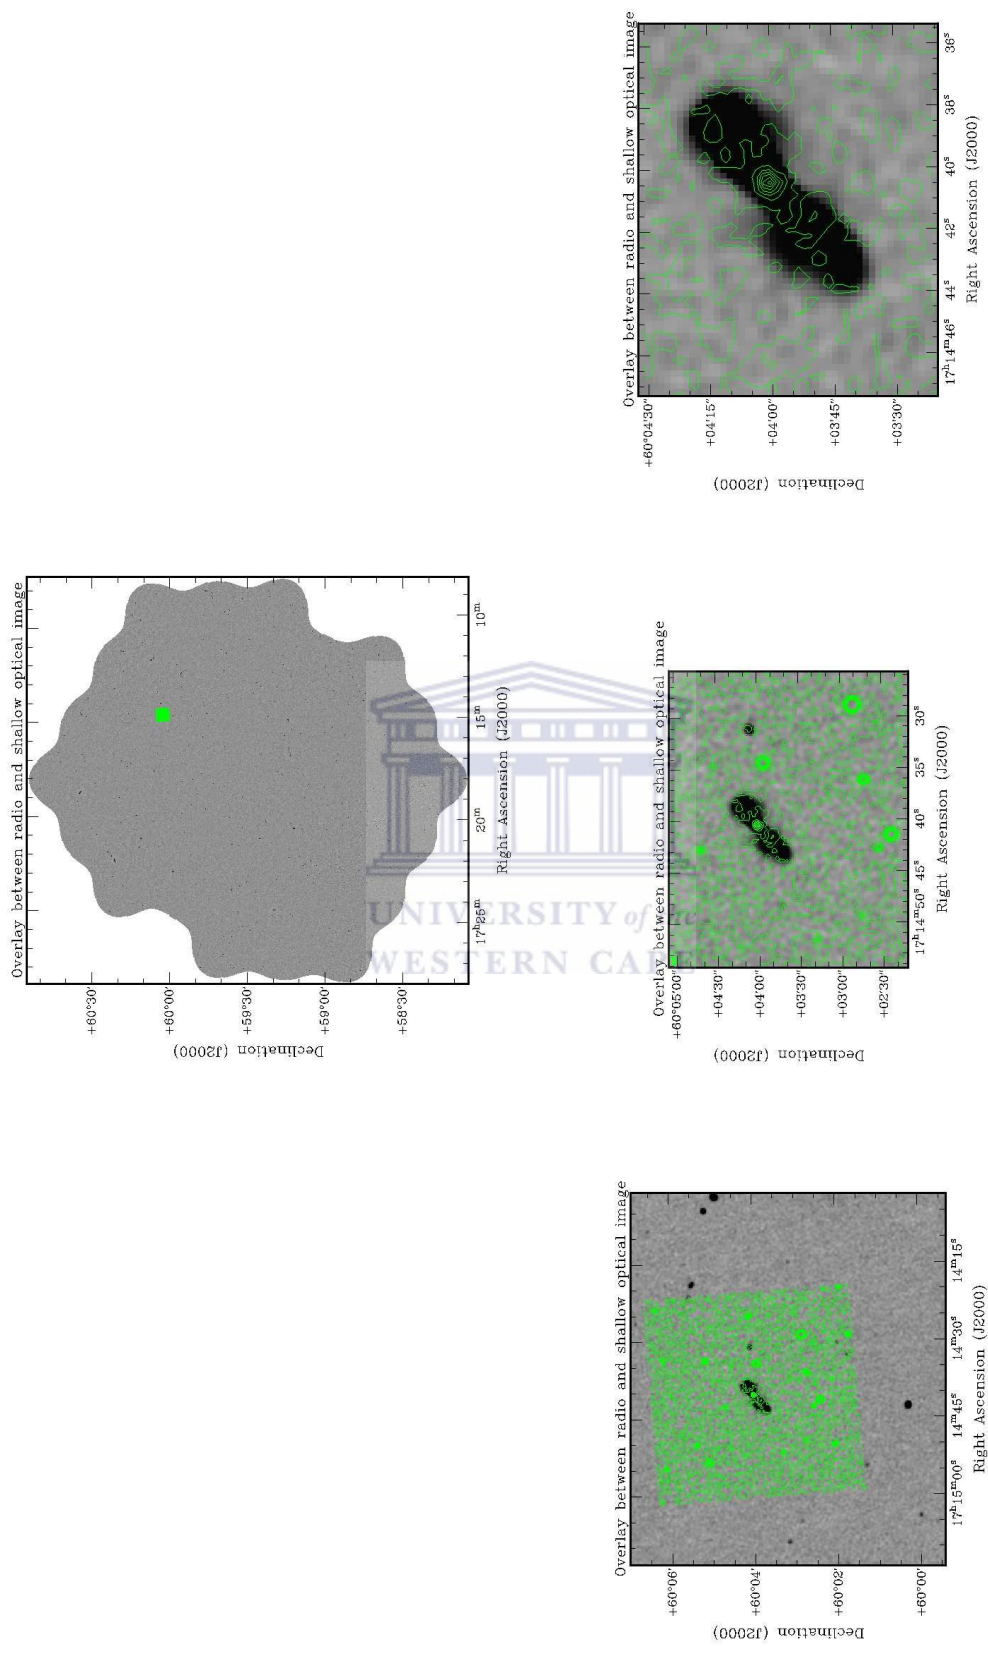 Overlay between radio and shallow optical image
+60°30'
+60°00'
+59°30'
+59°00'
+58°30'
Declination (J2000)
17ʰ25ᵐ
20ᵐ
15ᵐ
10ᵐ
Right Ascension (J2000)
Overlay between radio and shallow optical image
+60°06'
+60°04'
+60°02'
+60°00'
Declination (J2000)
17ʰ15ᵐ00ˢ
14ᵐ45ˢ
14ᵐ30ˢ
14ᵐ15ˢ
Right Ascension (J2000)
Overlay between radio and shallow optical image
+60°05'00"
+04'30"
+04'00"
+03'30"
+03'00"
+02'30"
Declination (J2000)
17ʰ14ᵐ50ˢ
45ˢ
40ˢ
35ˢ
30ˢ
Right Ascension (J2000)
Overlay between radio and shallow optical image
+60°04'30"
+04'15"
+04'00"
+03'45"
+03'30"
Declination (J2000)
17ʰ14ᵐ46ˢ
44ˢ
42ˢ
40ˢ
38ˢ
36ˢ
Right Ascension (J2000)
UNIVERSITY of the
WESTERN CAPE